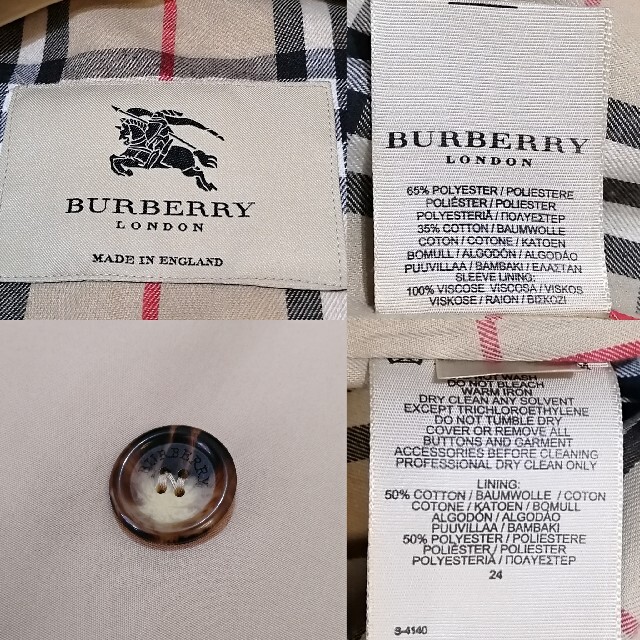 BURBERRY
LONDON
MADE IN ENGLAND
BURBERRY
LONDON
65% POLYESTER / POLIESTERE
POLIÉSTER / POLIESTER
POLYESTERIÄ / ΠΟΛΥΕΣΤΕΡ
35% COTTON / BAUMWOLLE
COTON / COTONE / KATOEN
BOMULL / ALGODÓN / ALGODÃO
PUUVILLAA / BAMBAKI / ΕΛΑΣΤΑΝ
SLEEVE LINING:
100% VISCOSE VISCOSA / VISKOS
VISKOSE / RAION / ΒΙΣΚΟΖΙ
BURBERRY
NOT WASH
DO NOT BLEACH
WARM IRON
DRY CLEAN ANY SOLVENT
EXCEPT TRICHLOROETHYLENE
DO NOT TUMBLE DRY
COVER OR REMOVE ALL
BUTTONS AND GARMENT
ACCESSORIES BEFORE CLEANING
PROFESSIONAL DRY CLEAN ONLY
LINING:
50% COTTON / BAUMWOLLE / COTON
COTONE / KATOEN / BOMULL
ALGODÓN / ALGODÃO
PUUVILLAA / BAMBAKI
50% POLYESTER / POLIESTERE
POLIÉSTER / POLIESTER
POLYESTERIÄ / ΠΟΛΥΕΣΤΕΡ
24
S-4140